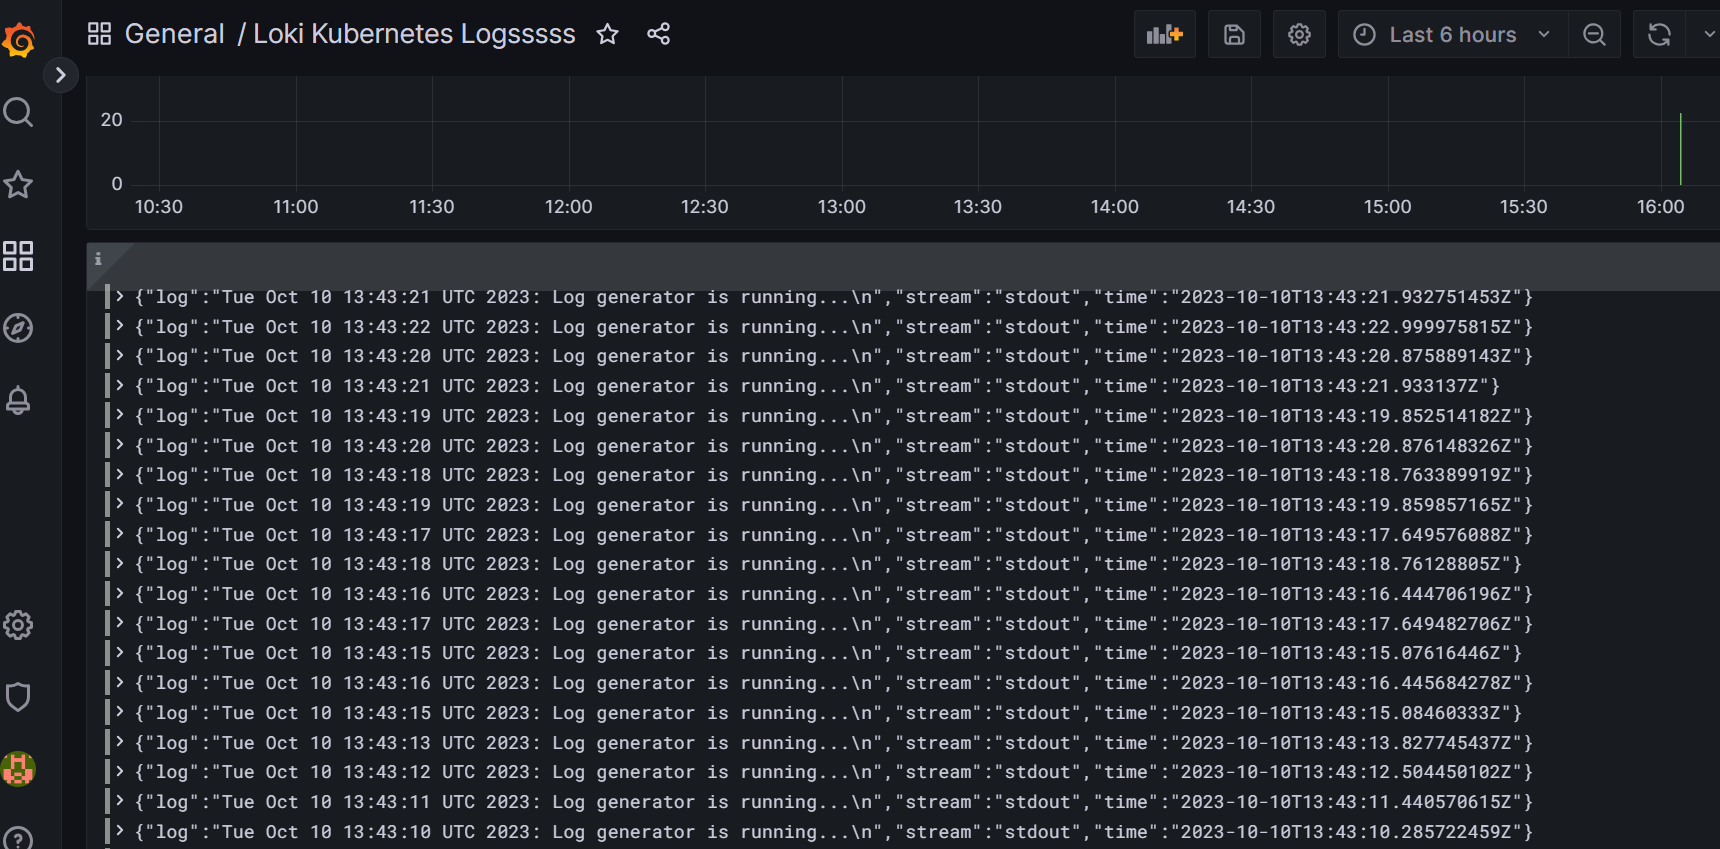 General / Loki Kubernetes Logsssss
Last 6 hours
20
0
10:30 11:00 11:30 12:00 12:30 13:00 13:30 14:00 14:30 15:00 15:30 16:00
i
{"log":"Tue Oct 10 13:43:21 UTC 2023: Log generator is running...\n","stream":"stdout","time":"2023-10-10T13:43:21.932751453Z"}
{"log":"Tue Oct 10 13:43:22 UTC 2023: Log generator is running...\n","stream":"stdout","time":"2023-10-10T13:43:22.999975815Z"}
{"log":"Tue Oct 10 13:43:20 UTC 2023: Log generator is running...\n","stream":"stdout","time":"2023-10-10T13:43:20.875889143Z"}
{"log":"Tue Oct 10 13:43:21 UTC 2023: Log generator is running...\n","stream":"stdout","time":"2023-10-10T13:43:21.933137Z"}
{"log":"Tue Oct 10 13:43:19 UTC 2023: Log generator is running...\n","stream":"stdout","time":"2023-10-10T13:43:19.852514182Z"}
{"log":"Tue Oct 10 13:43:20 UTC 2023: Log generator is running...\n","stream":"stdout","time":"2023-10-10T13:43:20.876148326Z"}
{"log":"Tue Oct 10 13:43:18 UTC 2023: Log generator is running...\n","stream":"stdout","time":"2023-10-10T13:43:18.763389919Z"}
{"log":"Tue Oct 10 13:43:19 UTC 2023: Log generator is running...\n","stream":"stdout","time":"2023-10-10T13:43:19.859857165Z"}
{"log":"Tue Oct 10 13:43:17 UTC 2023: Log generator is running...\n","stream":"stdout","time":"2023-10-10T13:43:17.649576088Z"}
{"log":"Tue Oct 10 13:43:18 UTC 2023: Log generator is running...\n","stream":"stdout","time":"2023-10-10T13:43:18.76128805Z"}
{"log":"Tue Oct 10 13:43:16 UTC 2023: Log generator is running...\n","stream":"stdout","time":"2023-10-10T13:43:16.444706196Z"}
{"log":"Tue Oct 10 13:43:17 UTC 2023: Log generator is running...\n","stream":"stdout","time":"2023-10-10T13:43:17.649482706Z"}
{"log":"Tue Oct 10 13:43:15 UTC 2023: Log generator is running...\n","stream":"stdout","time":"2023-10-10T13:43:15.07616446Z"}
{"log":"Tue Oct 10 13:43:16 UTC 2023: Log generator is running...\n","stream":"stdout","time":"2023-10-10T13:43:16.445684278Z"}
{"log":"Tue Oct 10 13:43:15 UTC 2023: Log generator is running...\n","stream":"stdout","time":"2023-10-10T13:43:15.08460333Z"}
{"log":"Tue Oct 10 13:43:13 UTC 2023: Log generator is running...\n","stream":"stdout","time":"2023-10-10T13:43:13.827745437Z"}
{"log":"Tue Oct 10 13:43:12 UTC 2023: Log generator is running...\n","stream":"stdout","time":"2023-10-10T13:43:12.504450102Z"}
{"log":"Tue Oct 10 13:43:11 UTC 2023: Log generator is running...\n","stream":"stdout","time":"2023-10-10T13:43:11.440570615Z"}
{"log":"Tue Oct 10 13:43:10 UTC 2023: Log generator is running...\n","stream":"stdout","time":"2023-10-10T13:43:10.285722459Z"}